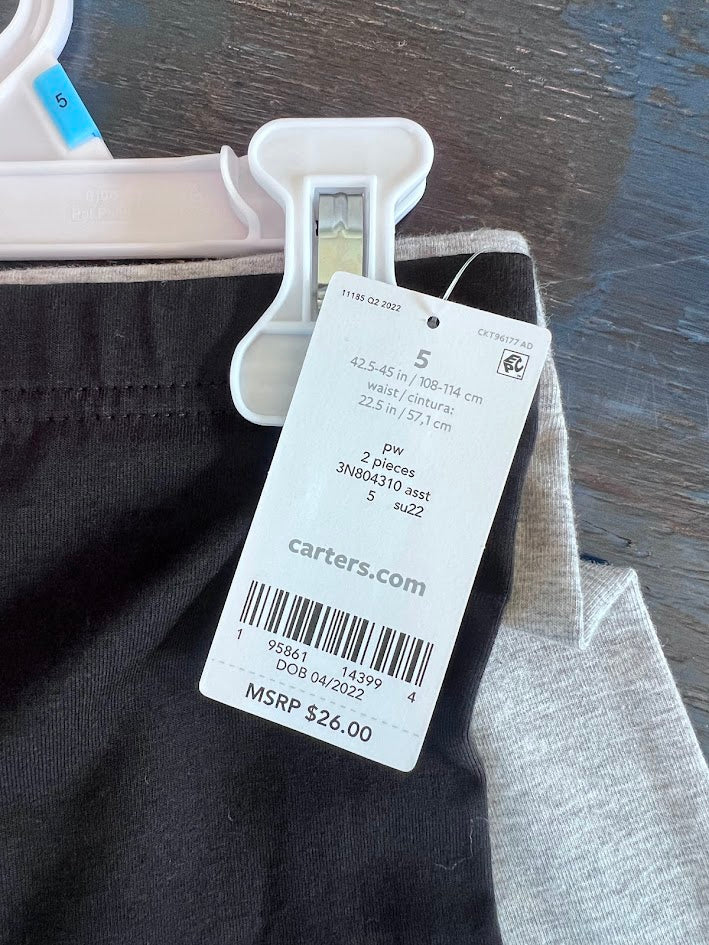 5
11185 Q2 2022
CKT96177 AD
5
42.5-45 in / 108-114 cm
waist / cintura:
22.5 in / 57,1 cm
pw
2 pieces
3N804310 asst
5 su22
carters.com
1 95861 14399 4
DOB 04/2022
MSRP $26.00